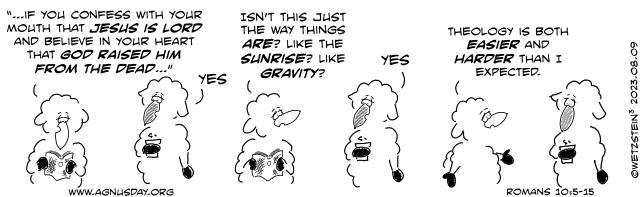 "...IF YOU CONFESS WITH YOUR
MOUTH THAT JESUS IS LORD
AND BELIEVE IN YOUR HEART
THAT GOD RAISED HIM
FROM THE DEAD..."
YES
ISN'T THIS JUST
THE WAY THINGS
ARE? LIKE THE
SUNRISE? LIKE
GRAVITY?
YES
THEOLOGY IS BOTH
EASIER AND
HARDER THAN I
EXPECTED.
WWW.AGNUSDAY.ORG
ROMANS 10:5-15
©WETZSTEIN³ 2023.08.09